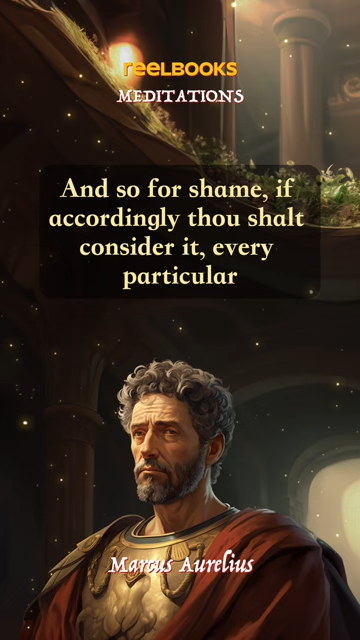 reelBOOKS
MEDITATIONS
And so for shame, if
accordingly thou shalt
consider it, every
particular
Marcus Aurelius